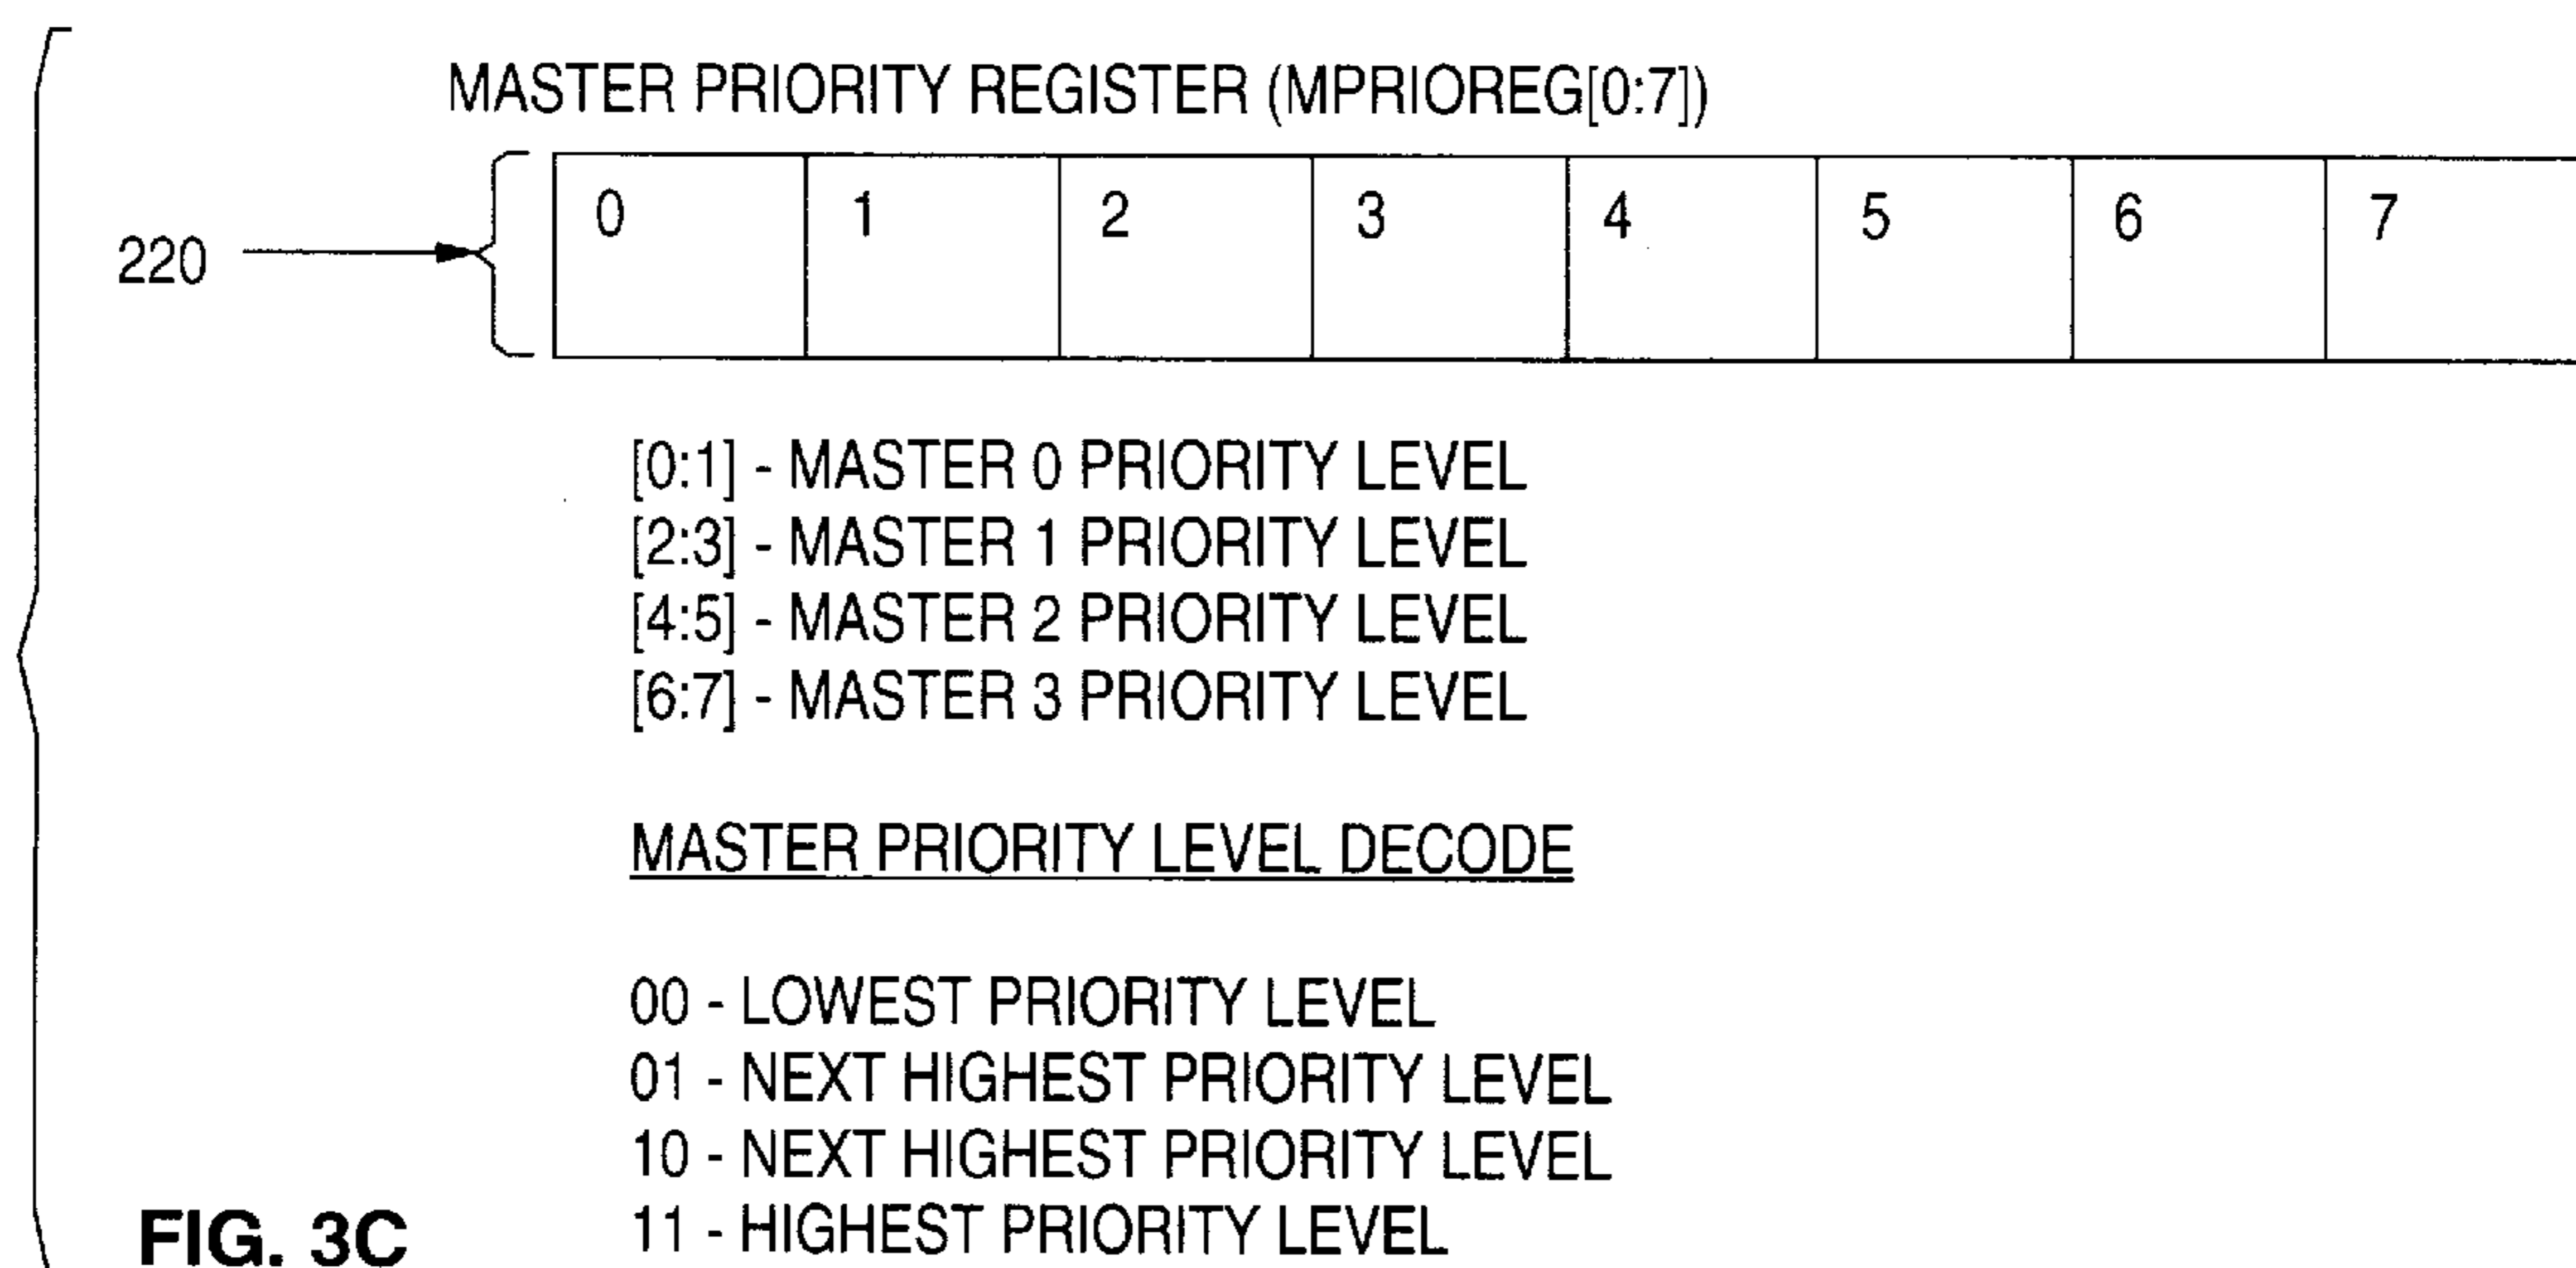 MASTER PRIORITY REGISTER (MPRIOREG[0:7])
0 1 2 3 4 5 6 7
220
[0:1] - MASTER 0 PRIORITY LEVEL
[2:3] - MASTER 1 PRIORITY LEVEL
[4:5] - MASTER 2 PRIORITY LEVEL
[6:7] - MASTER 3 PRIORITY LEVEL
MASTER PRIORITY LEVEL DECODE
00 - LOWEST PRIORITY LEVEL
01 - NEXT HIGHEST PRIORITY LEVEL
10 - NEXT HIGHEST PRIORITY LEVEL
11 - HIGHEST PRIORITY LEVEL
FIG. 3C